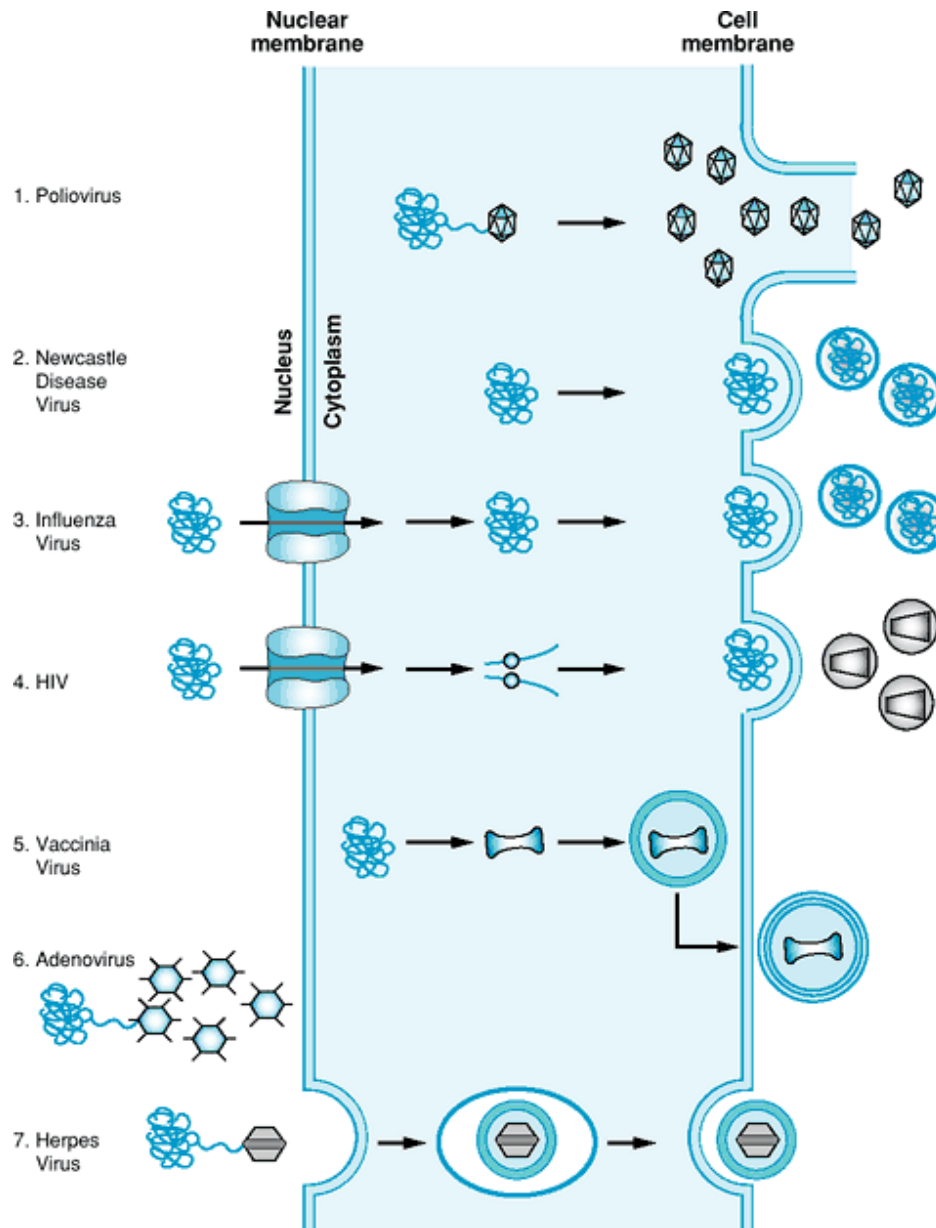 Nuclear
membrane
Cell
membrane
1. Poliovirus
Nucleus
Cytoplasm
2. Newcastle
Disease
Virus
3. Influenza
Virus
4. HIV
5. Vaccinia
Virus
6. Adenovirus
7. Herpes
Virus